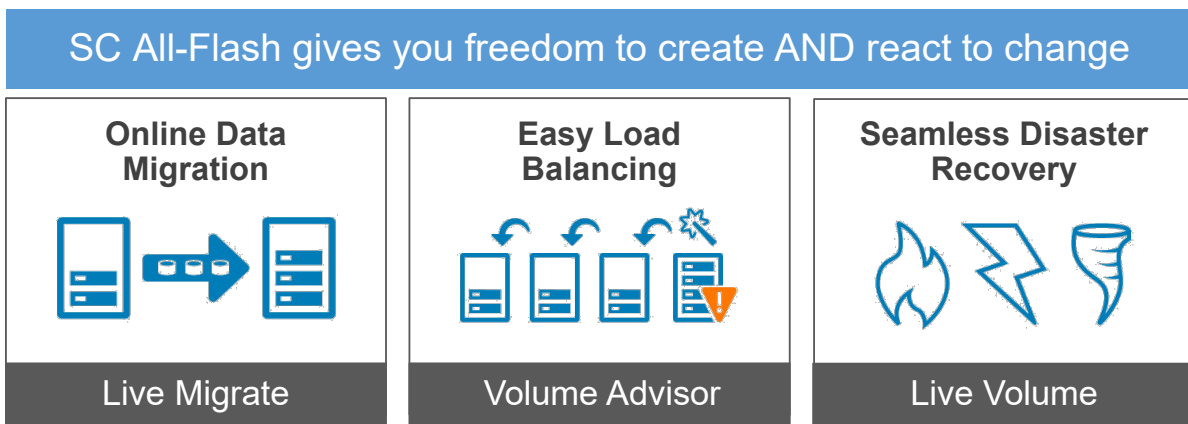 SC All-Flash gives you freedom to create AND react to change
Online Data
Migration
Live Migrate
Easy Load
Balancing
Volume Advisor
Seamless Disaster
Recovery
Live Volume